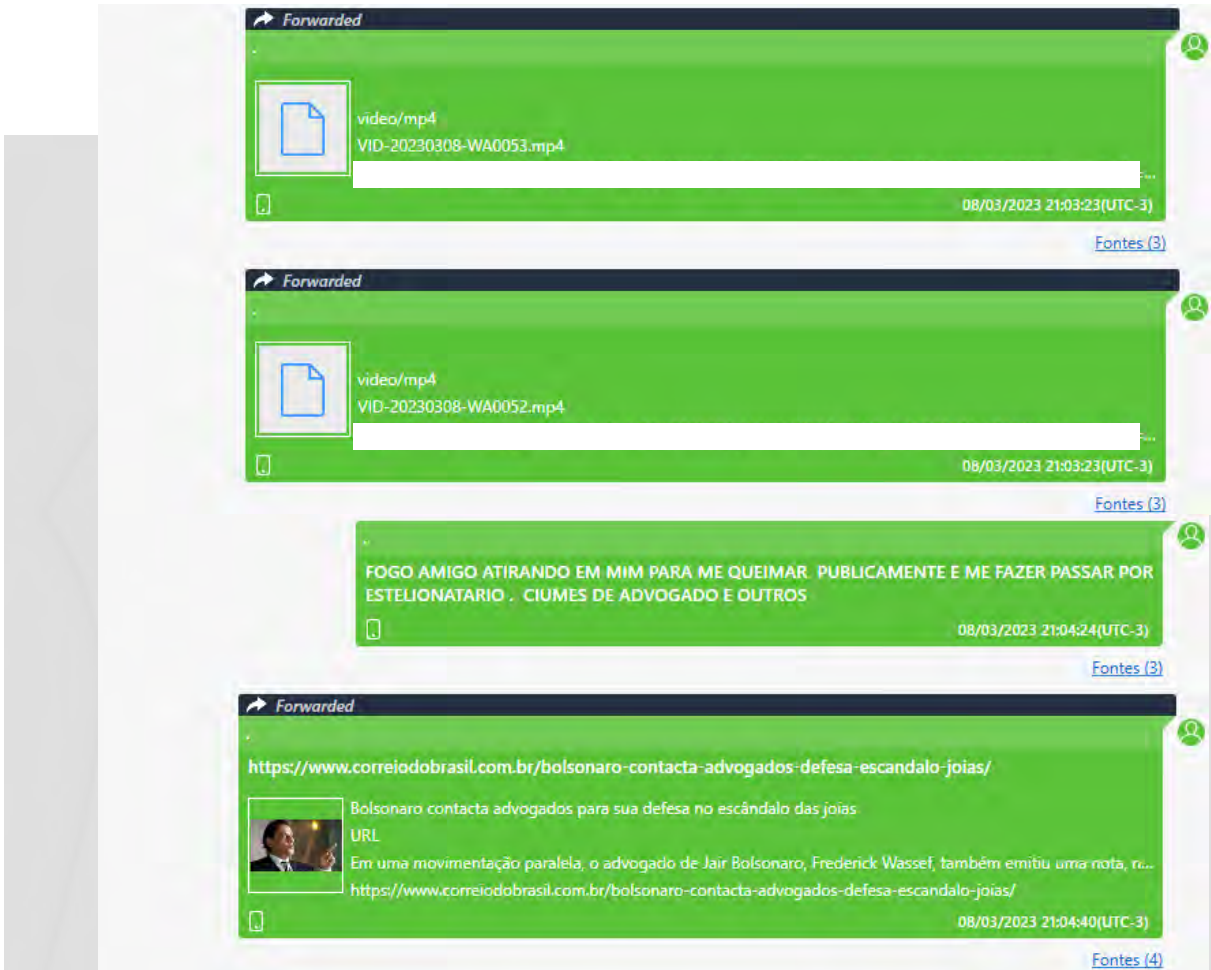 Forwarded
.
video/mp4
VID-20230308-WA0053.mp4
08/03/2023 21:03:23(UTC-3)
Fontes (3)
Forwarded
.
video/mp4
VID-20230308-WA0052.mp4
08/03/2023 21:03:23(UTC-3)
Fontes (3)
.
FOGO AMIGO ATIRANDO EM MIM PARA ME QUEIMAR PUBLICAMENTE E ME FAZER PASSAR POR
ESTELIONATARIO . CIUMES DE ADVOGADO E OUTROS
08/03/2023 21:04:24(UTC-3)
Fontes (3)
Forwarded
.
https://www.correiodobrasil.com.br/bolsonaro-contacta-advogados-defesa-escandalo-joias/
Bolsonaro contacta advogados para sua defesa no escândalo das joias
URL
Em uma movimentação paralela, o advogado de Jair Bolsonaro, Frederick Wassef, também emitiu uma nota, n...
https://www.correiodobrasil.com.br/bolsonaro-contacta-advogados-defesa-escandalo-joias/
08/03/2023 21:04:40(UTC-3)
Fontes (4)